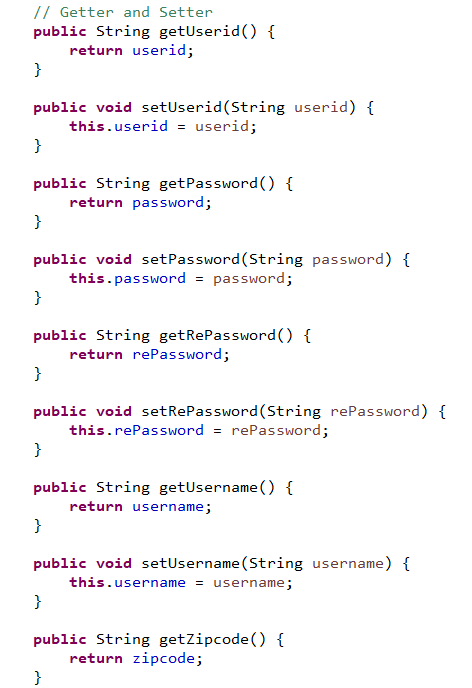 // Getter and Setter
public String getUserid() {
    return userid;
}

public void setUserid(String userid) {
    this.userid = userid;
}

public String getPassword() {
    return password;
}

public void setPassword(String password) {
    this.password = password;
}

public String getRePassword() {
    return rePassword;
}

public void setRePassword(String rePassword) {
    this.rePassword = rePassword;
}

public String getUsername() {
    return username;
}

public void setUsername(String username) {
    this.username = username;
}

public String getZipcode() {
    return zipcode;
}